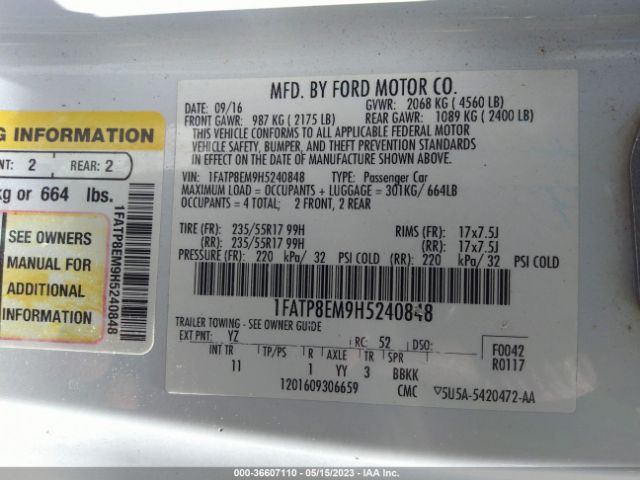 G INFORMATION
NT: 2 REAR: 2
kg or 664 lbs.
SEE OWNERS
MANUAL FOR
ADDITIONAL
INFORMATION
1FATP8EM9H5240848
MFD. BY FORD MOTOR CO.
DATE: 09/16 GVWR: 2068 KG ( 4560 LB)
FRONT GAWR: 987 KG ( 2175 LB) REAR GAWR: 1089 KG ( 2400 LB)
THIS VEHICLE CONFORMS TO ALL APPLICABLE FEDERAL MOTOR
VEHICLE SAFETY, BUMPER, AND THEFT PREVENTION STANDARDS
IN EFFECT ON THE DATE OF MANUFACTURE SHOWN ABOVE.
VIN: 1FATP8EM9H5240848 TYPE: Passenger Car
MAXIMUM LOAD = OCCUPANTS + LUGGAGE = 301KG/ 664LB
OCCUPANTS = 4 TOTAL; 2 FRONT, 2 REAR
TIRE (FR): 235/55R17 99H RIMS (FR): 17x7.5J
(RR): 235/55R17 99H (RR): 17x7.5J
PRESSURE (FR): 220 kPa/ 32 PSI COLD (RR): 220 kPa/ 32 PSI COLD
1FATP8EM9H5240848
TRAILER TOWING - SEE OWNER GUIDE
EXT PNT: YZ RC: 52 DSO: F0042
INT TR TP/PS R AXLE TR SPR R0117
11 1 YY 3 BBKK
1201609306659 CMC ▽5U5A-5420472-AA
000-36607110 - 05/15/2023 - IAA Inc.